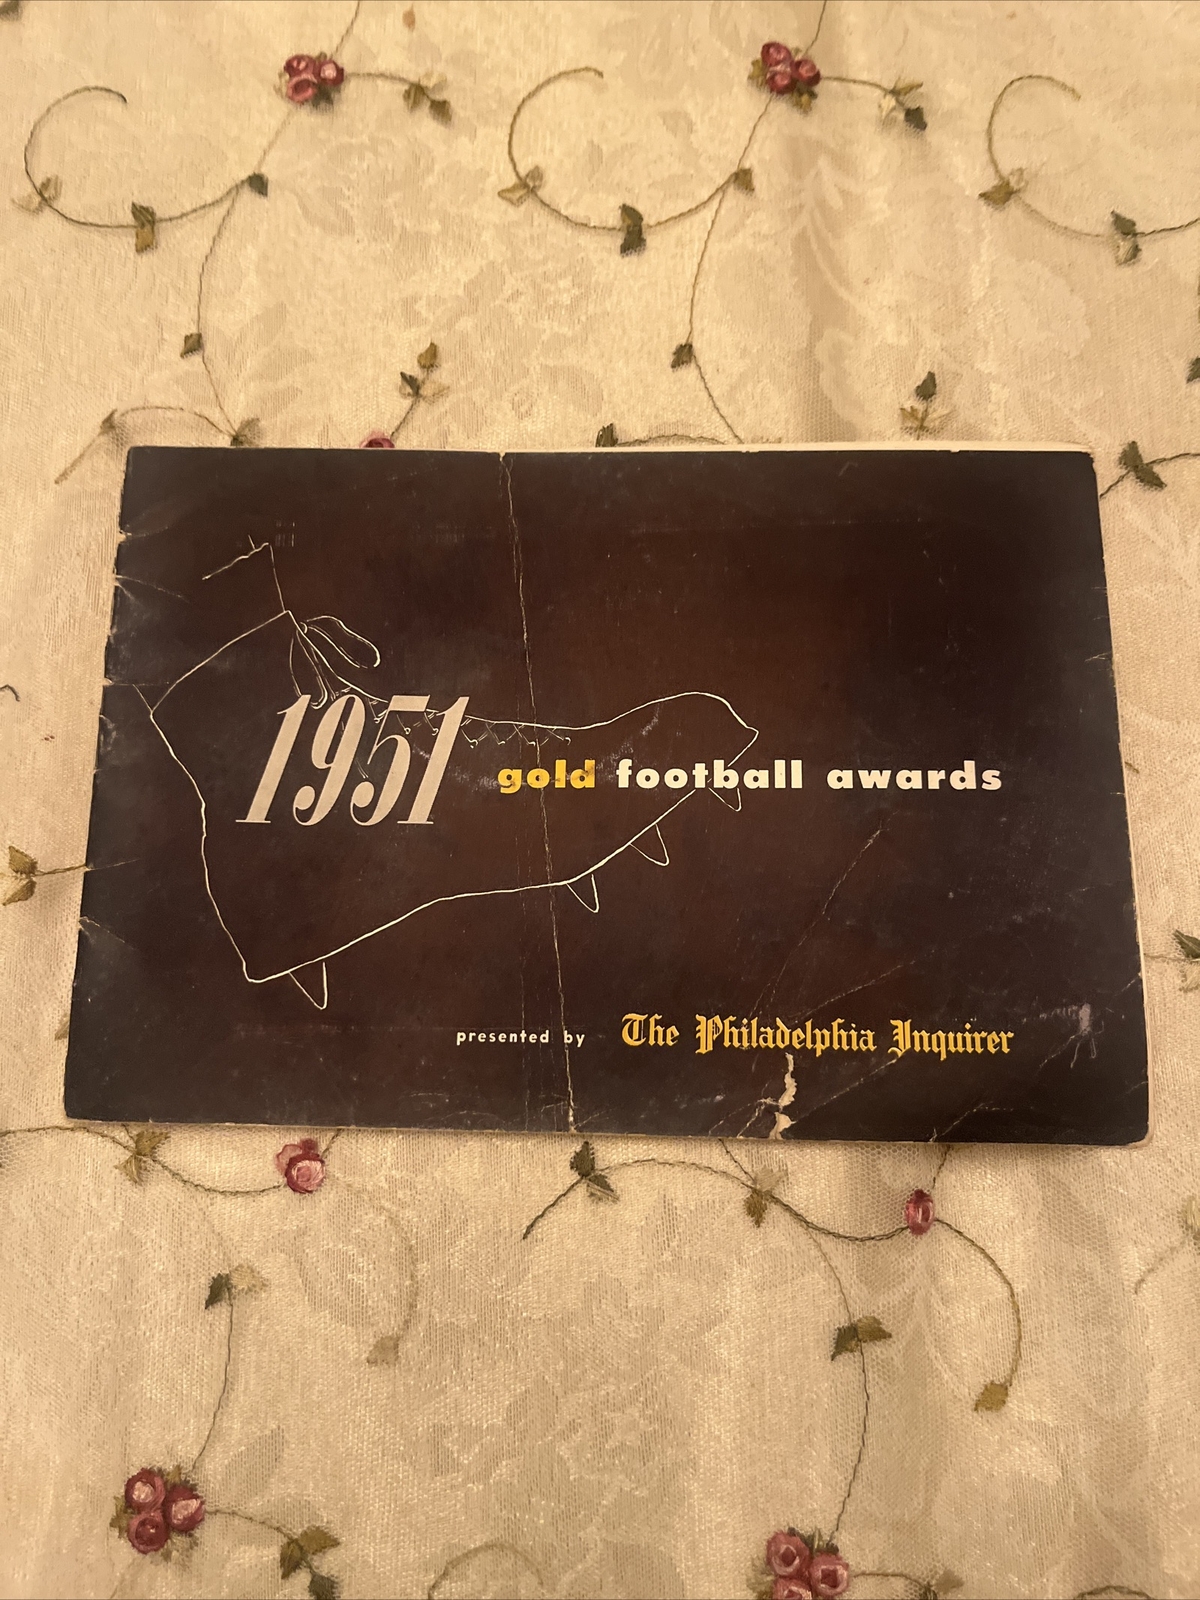 1951 gold football awards
presented by The Philadelphia Inquirer